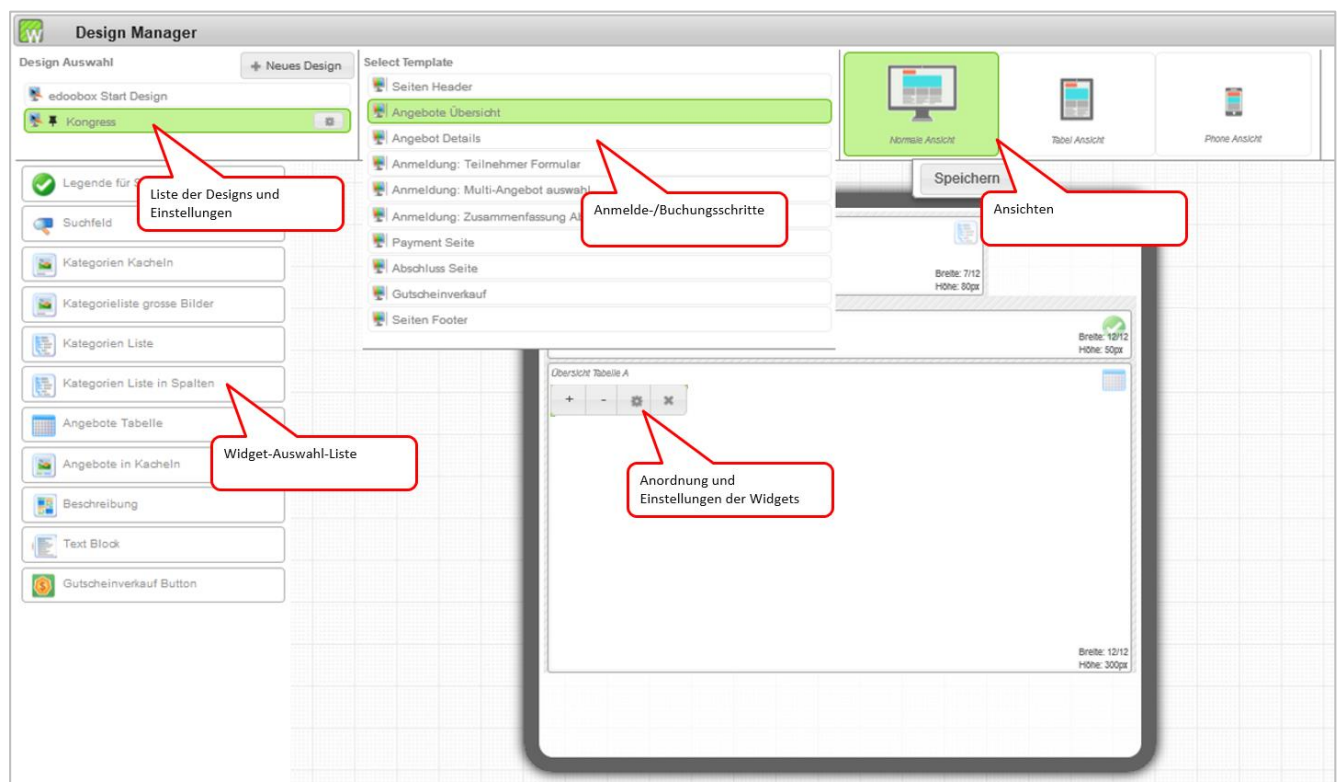 Design Manager
Design Auswahl
+ Neues Design
edoobox Start Design
Kongress
Select Template
Seiten Header
Angebote Übersicht
Angebot Details
Anmeldung: Teilnehmer Formular
Anmeldung: Multi-Angebot auswahl
Anmeldung: Zusammenfassung
Payment Seite
Abschluss Seite
Gutscheinverkauf
Seiten Footer
Normale Ansicht
Tabel Ansicht
Phone Ansicht
Speichern
Liste der Designs und
Einstellungen
Anmelde-/Buchungsschritte
Ansichten
Legende für
Suchfeld
Kategorien Kacheln
Kategorieliste grosse Bilder
Kategorien Liste
Kategorien Liste in Spalten
Angebote Tabelle
Angebote in Kacheln
Beschreibung
Text Block
Gutscheinverkauf Button
Widget-Auswahl-Liste
Breite: 7/12
Höhe: 80px
Breite: 12/12
Höhe: 50px
Übersicht Tabelle A
+ -
Anordnung und
Einstellungen der Widgets
Breite: 12/12
Höhe: 300px